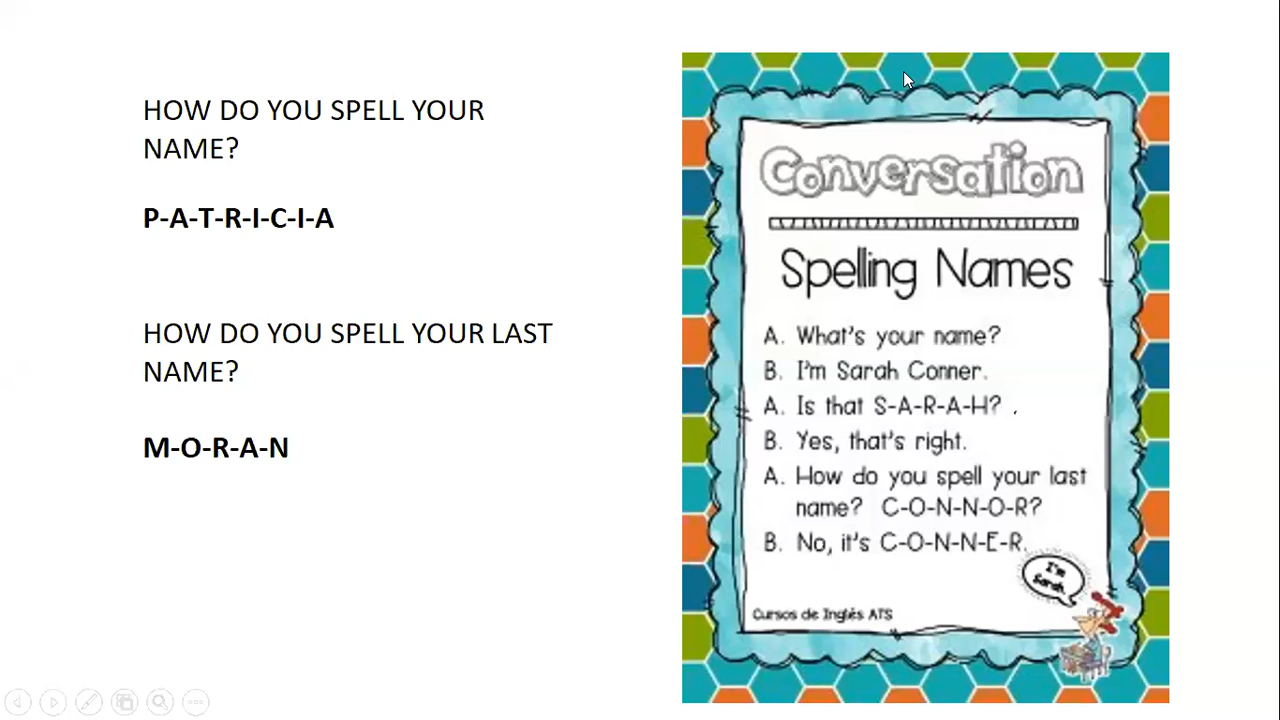 HOW DO YOU SPELL YOUR
NAME?
P-A-T-R-I-C-I-A
HOW DO YOU SPELL YOUR LAST
NAME?
M-O-R-A-N
Conversation
Spelling Names
A. What's your name?
B. I'm Sarah Conner.
A. Is that S-A-R-A-H? .
B. Yes, that's right.
A. How do you spell your last
name? C-O-N-N-O-R?
B. No, it's C-O-N-N-E-R.
I'm
Sarah.
Cursos de Inglés ATS